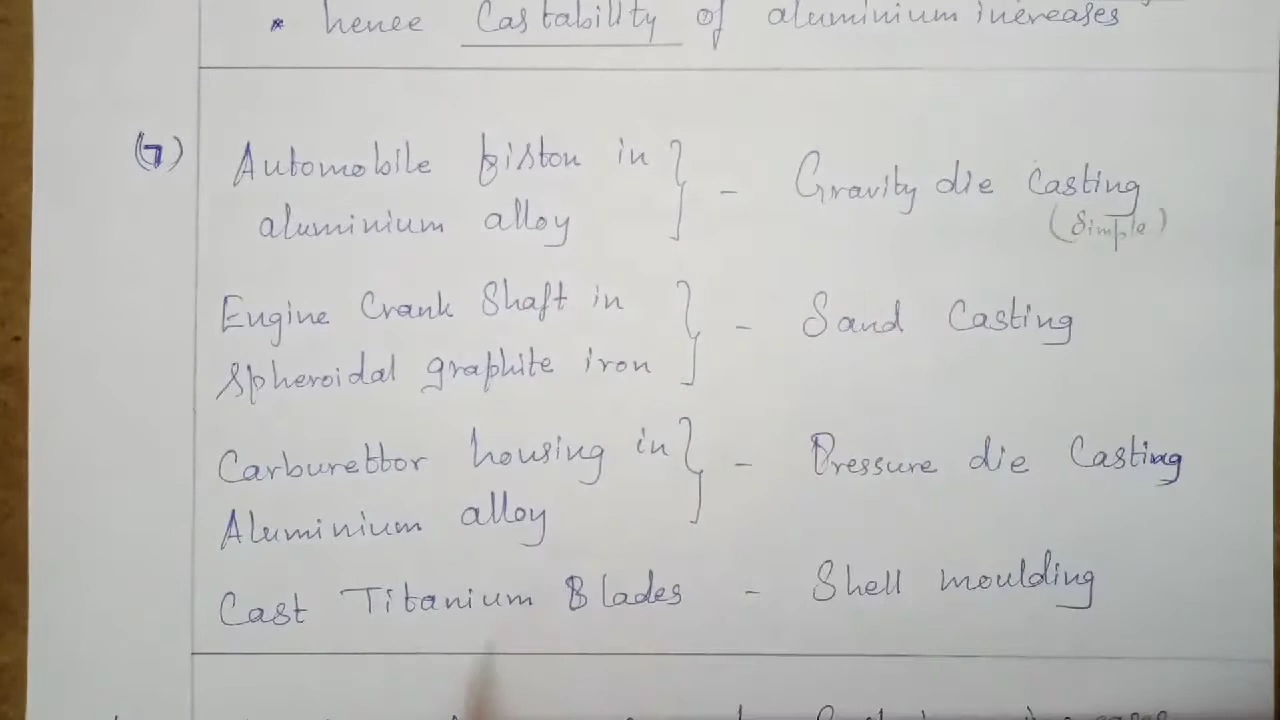 * hence Castability of aluminium increases
(7) Automobile piston in } - Gravity die casting
aluminium alloy (simple)
Engine Crank Shaft in } - Sand Casting
Spheroidal graphite iron
Carburettor housing in } - Pressure die Casting
Aluminium alloy
Cast Titanium Blades - Shell moulding